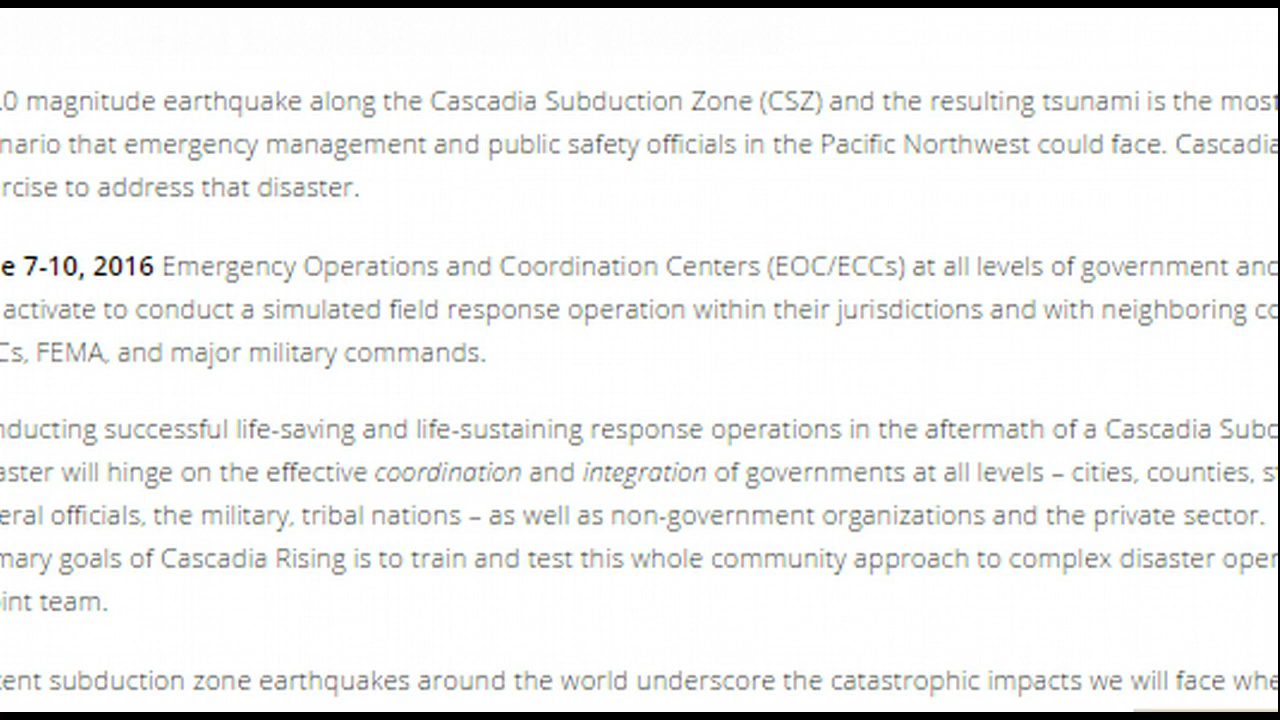 .0 magnitude earthquake along the Cascadia Subduction Zone (CSZ) and the resulting tsunami is the most
nario that emergency management and public safety officials in the Pacific Northwest could face. Cascadia
rcise to address that disaster.
e 7-10, 2016 Emergency Operations and Coordination Centers (EOC/ECCs) at all levels of government and
activate to conduct a simulated field response operation within their jurisdictions and with neighboring co
Cs, FEMA, and major military commands.
nducting successful life-saving and life-sustaining response operations in the aftermath of a Cascadia Subd
aster will hinge on the effective coordination and integration of governments at all levels – cities, counties, st
eral officials, the military, tribal nations – as well as non-government organizations and the private sector.
mary goals of Cascadia Rising is to train and test this whole community approach to complex disaster oper
int team.
cent subduction zone earthquakes around the world underscore the catastrophic impacts we will face whe